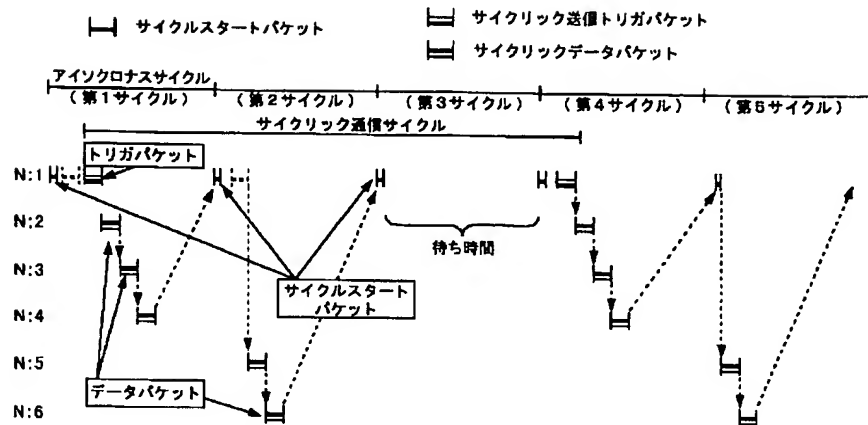 サイクルスタートパケット
サイクリック送信トリガパケット
サイクリックデータパケット
アイソクロナスサイクル
(第1サイクル)
(第2サイクル)
(第3サイクル)
(第4サイクル)
(第5サイクル)
サイクリック通信サイクル
トリガパケット
N:1
N:2
待ち時間
N:3
サイクルスタート
パケット
N:4
N:5
データパケット
N:6